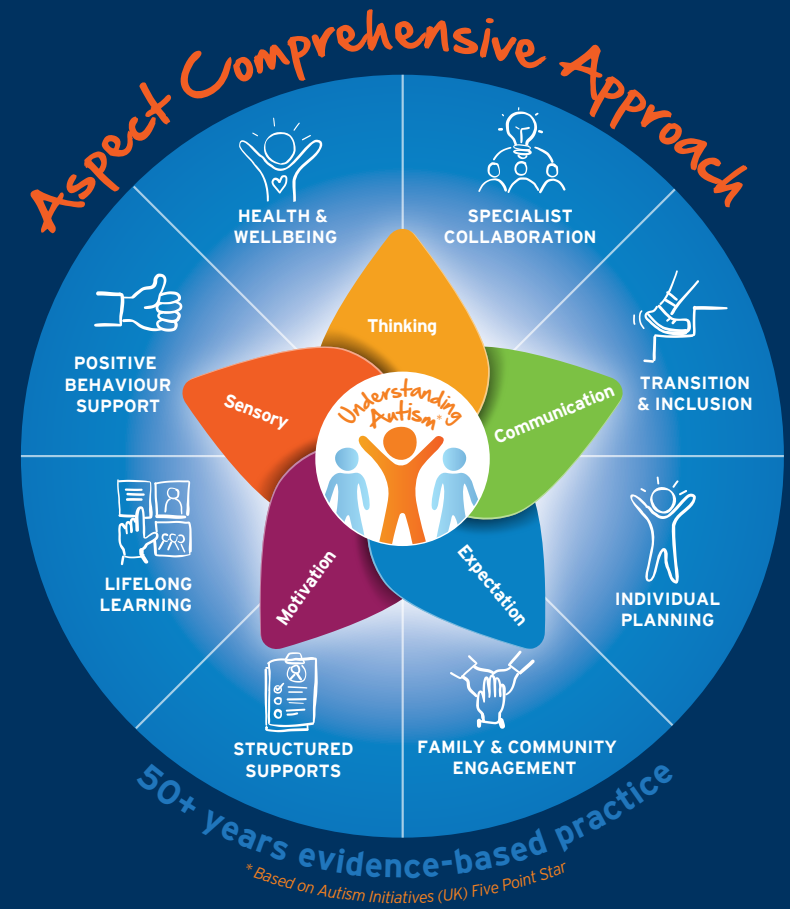 Aspect Comprehensive Approach
HEALTH &
WELLBEING
SPECIALIST
COLLABORATION
POSITIVE
BEHAVIOUR
SUPPORT
TRANSITION
& INCLUSION
Thinking
Sensory
Communication
Understanding
Autism*
Motivation
Expectation
LIFELONG
LEARNING
INDIVIDUAL
PLANNING
STRUCTURED
SUPPORTS
FAMILY & COMMUNITY
ENGAGEMENT
50+ years evidence-based practice
* Based on Autism Initiatives (UK) Five Point Star